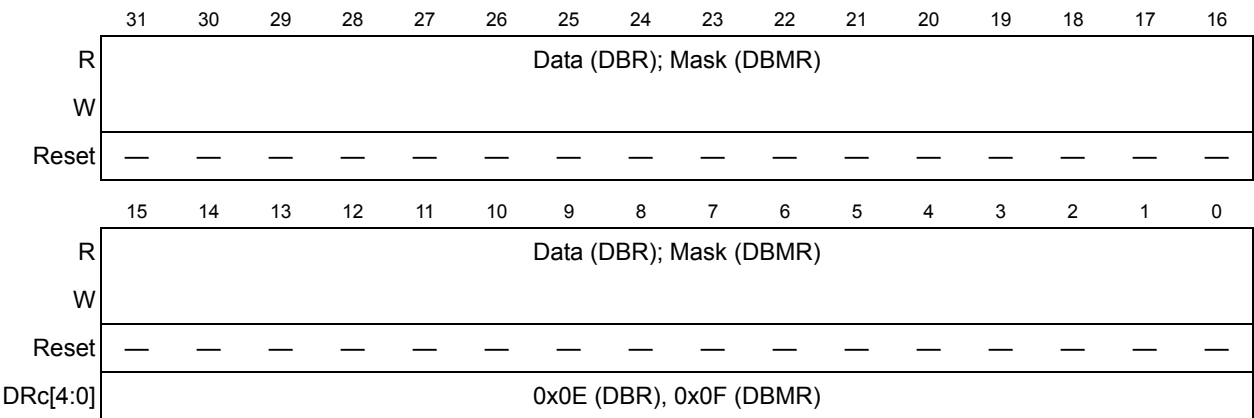 31 30 29 28 27 26 25 24 23 22 21 20 19 18 17 16
R Data (DBR); Mask (DBMR)
W
Reset — — — — — — — — — — — — — — — —
15 14 13 12 11 10 9 8 7 6 5 4 3 2 1 0
R Data (DBR); Mask (DBMR)
W
Reset — — — — — — — — — — — — — — — —
DRc[4:0] 0x0E (DBR), 0x0F (DBMR)